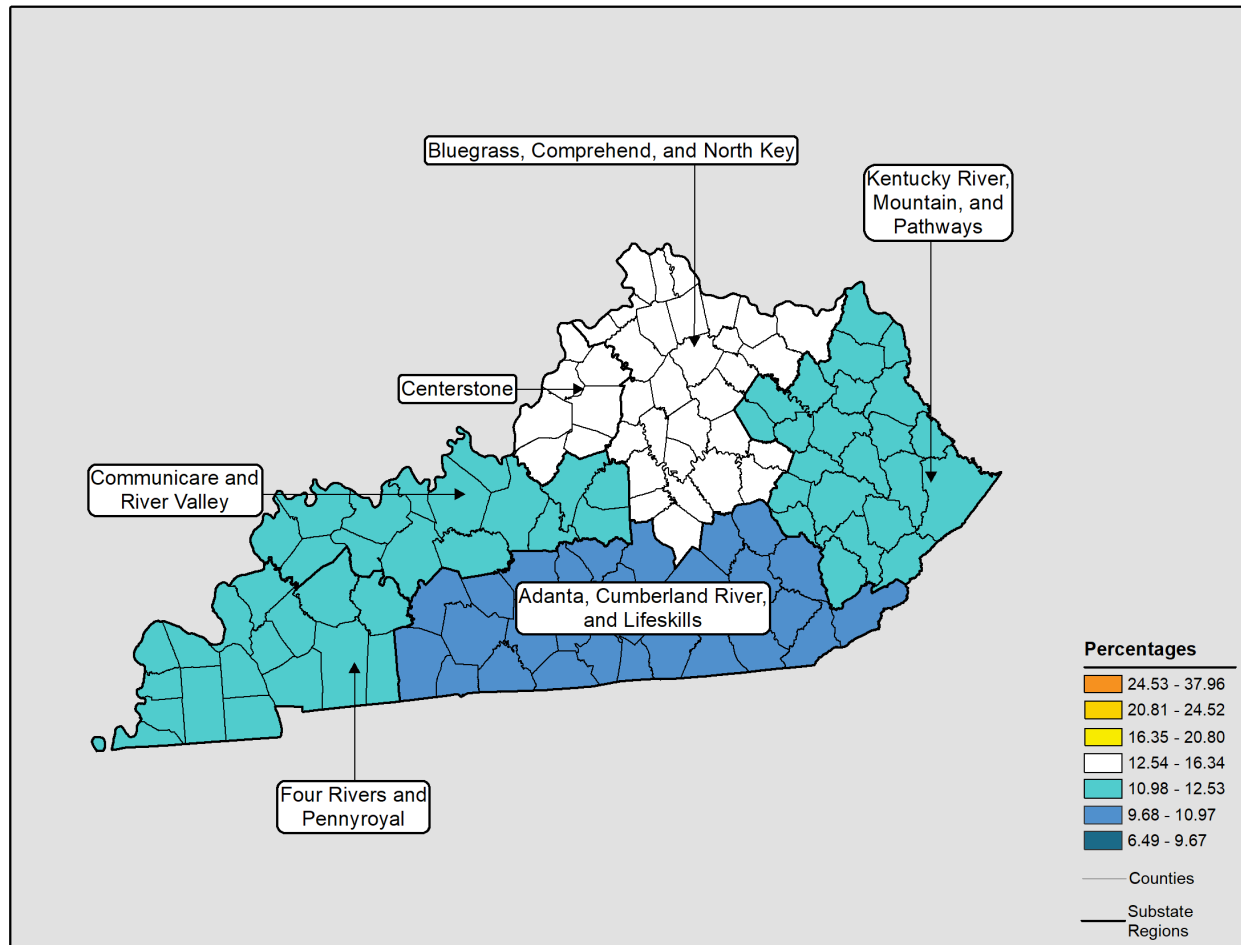 Bluegrass, Comprehend, and North Key
Kentucky River,
Mountain, and
Pathways
Centerstone
Communicare and
River Valley
Adanta, Cumberland River,
and Lifeskills
Four Rivers and
Pennyroyal
Percentages
24.53 - 37.96
20.81 - 24.52
16.35 - 20.80
12.54 - 16.34
10.98 - 12.53
9.68 - 10.97
6.49 - 9.67
Counties
Substate
Regions